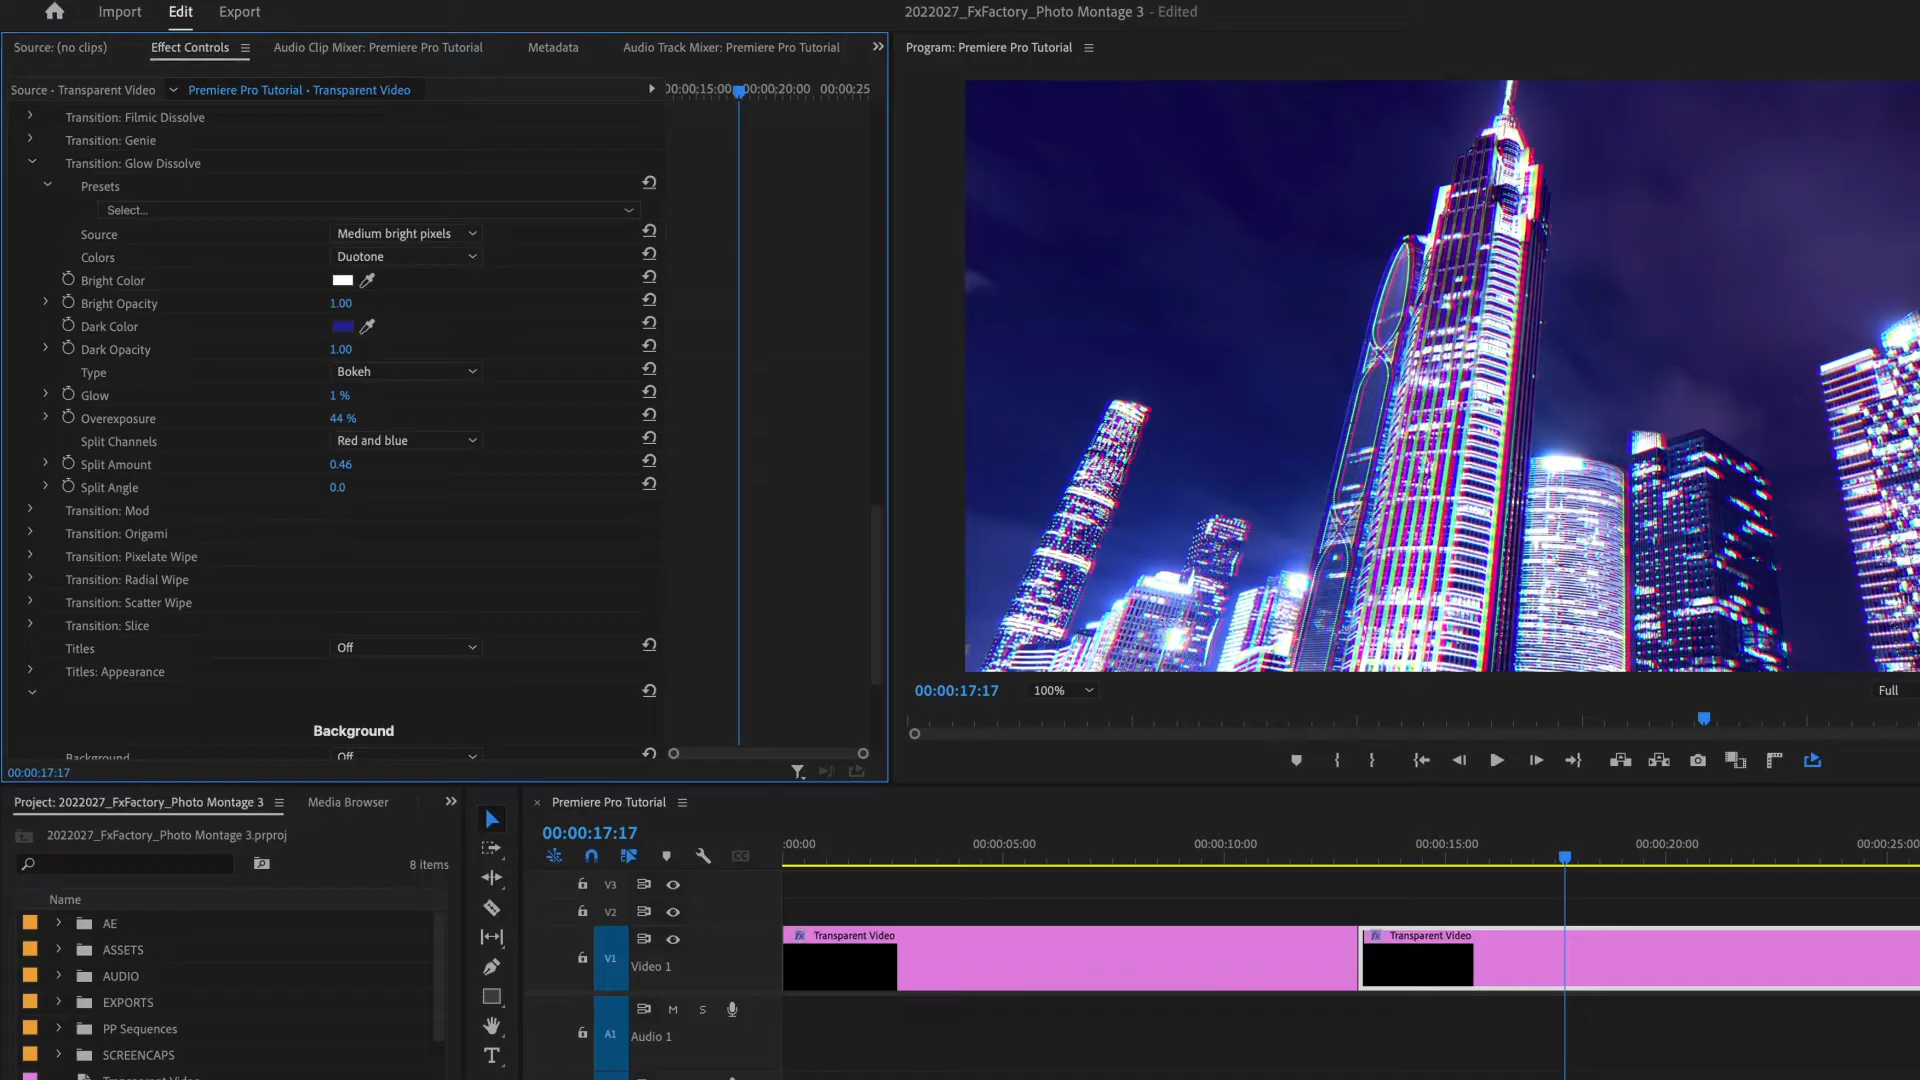 Import Edit Export 2022027_FxFactory_Photo Montage 3 - Edited
Source: (no clips) Effect Controls Audio Clip Mixer: Premiere Pro Tutorial Metadata Audio Track Mixer: Premiere Pro Tutorial Program: Premiere Pro Tutorial
Source • Transparent Video Premiere Pro Tutorial • Transparent Video 00:00:15:00 00:00:20:00 00:00:25
Transition: Filmic Dissolve
Transition: Genie
Transition: Glow Dissolve
Presets
Select...
Source Medium bright pixels
Colors Duotone
Bright Color
Bright Opacity 1.00
Dark Color
Dark Opacity 1.00
Type Bokeh
Glow 1 %
Overexposure 44 %
Split Channels Red and blue
Split Amount 0.46
Split Angle 0.0
Transition: Mod
Transition: Origami
Transition: Pixelate Wipe
Transition: Radial Wipe
Transition: Scatter Wipe
Transition: Slice
Titles Off
Titles: Appearance
00:00:17:17 100% Full
Background
Background Off
00:00:17:17
Project: 2022027_FxFactory_Photo Montage 3 Media Browser
2022027_FxFactory_Photo Montage 3.prproj
8 items
Name
AE
ASSETS
AUDIO
EXPORTS
PP Sequences
SCREENCAPS
× Premiere Pro Tutorial
00:00:17:17
:00:00 00:00:05:00 00:00:10:00 00:00:15:00 00:00:20:00 00:00:25:00
V3
V2
V1 Video 1 fx Transparent Video fx Transparent Video
M S
A1 Audio 1